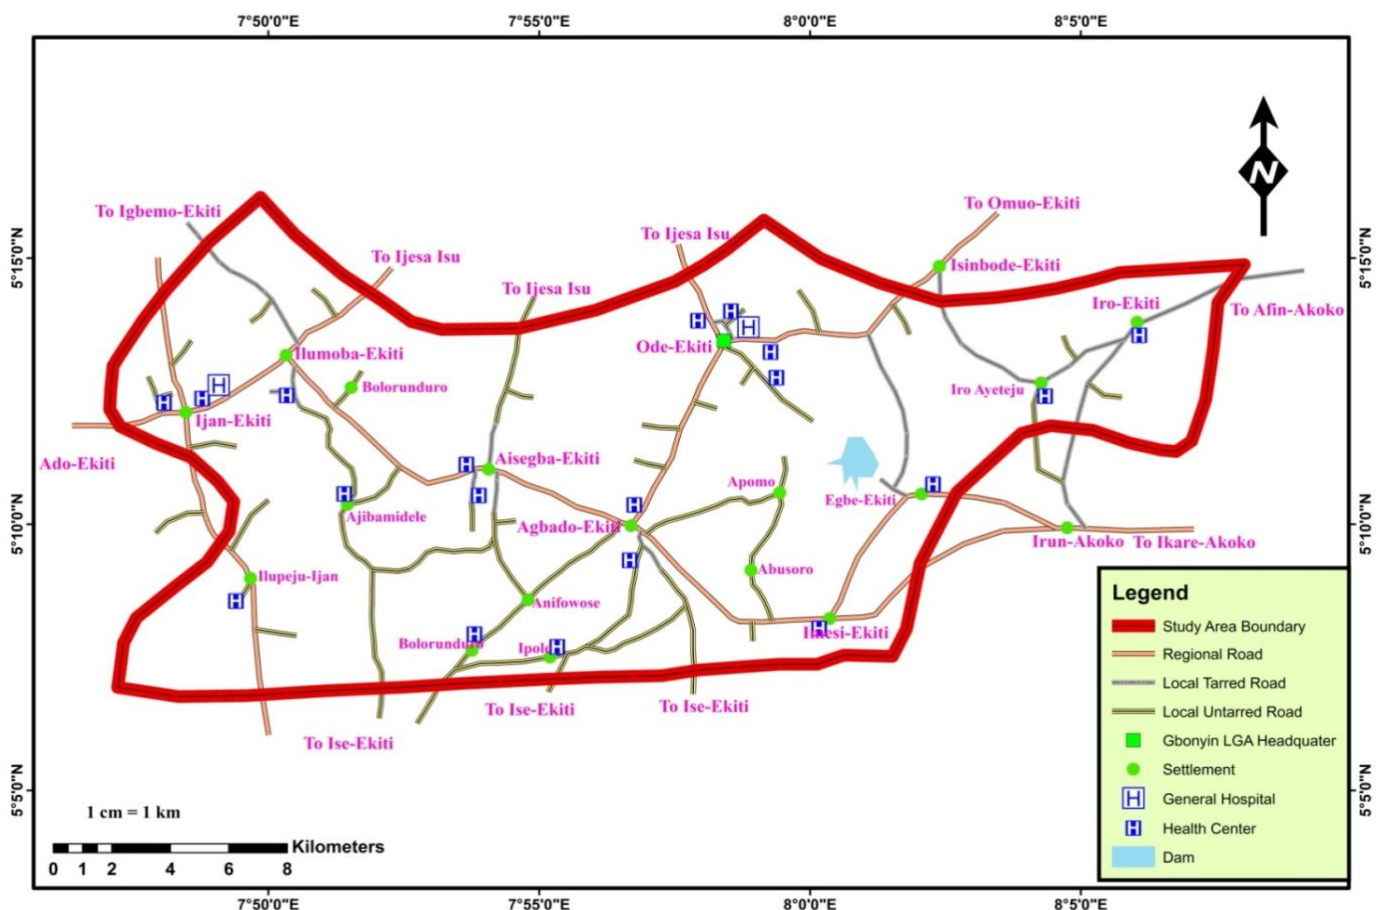 7°50'0"E
7°55'0"E
8°0'0"E
8°5'0"E
To Igbemo-Ekiti
To Ijesa Isu
To Ijesa Isu
To Ijesa Isu
To Omuo-Ekiti
Isinbode-Ekiti
N
5°15'0"N
5°15'0"N
Iro-Ekiti
To Afin-Akoko
Ode-Ekiti
H
Ilumoba-Ekiti
Bolorunduro
H
Iro Ayeteju
Ijan-Ekiti
Ado-Ekiti
Aisegba-Ekiti
Apomo
Egbe-Ekiti
Ajibamidele
Agbado-Ekiti
5°10'0"N
5°10'0"N
Irun-Akoko
To Ikare-Akoko
Ilupeju-Ijan
Abusoro
Anifowose
Imesi-Ekiti
Bolorunduro
Ipole
To Ise-Ekiti
To Ise-Ekiti
To Ise-Ekiti
Legend
Study Area Boundary
Regional Road
Local Tarred Road
Local Untarred Road
Gbonyin LGA Headquater
Settlement
H General Hospital
H Health Center
Dam
5°5'0"N
5°5'0"N
1 cm = 1 km
Kilometers
0 1 2 4 6 8
7°50'0"E
7°55'0"E
8°0'0"E
8°5'0"E